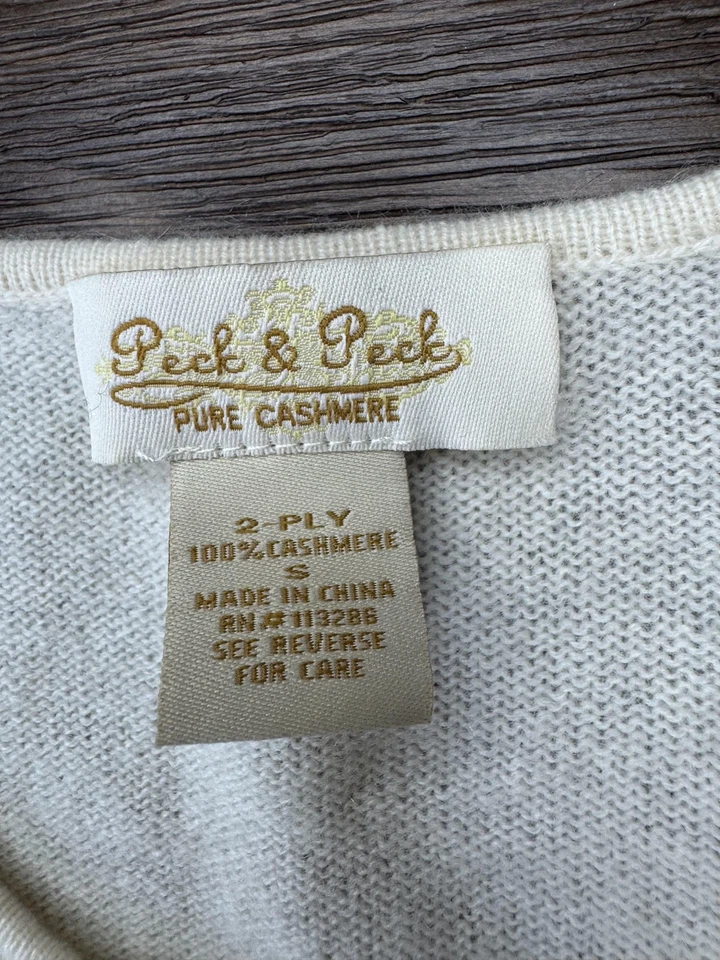 Peck & Peck
PURE CASHMERE
2-PLY
100% CASHMERE
S
MADE IN CHINA
RN# 113286
SEE REVERSE
FOR CARE